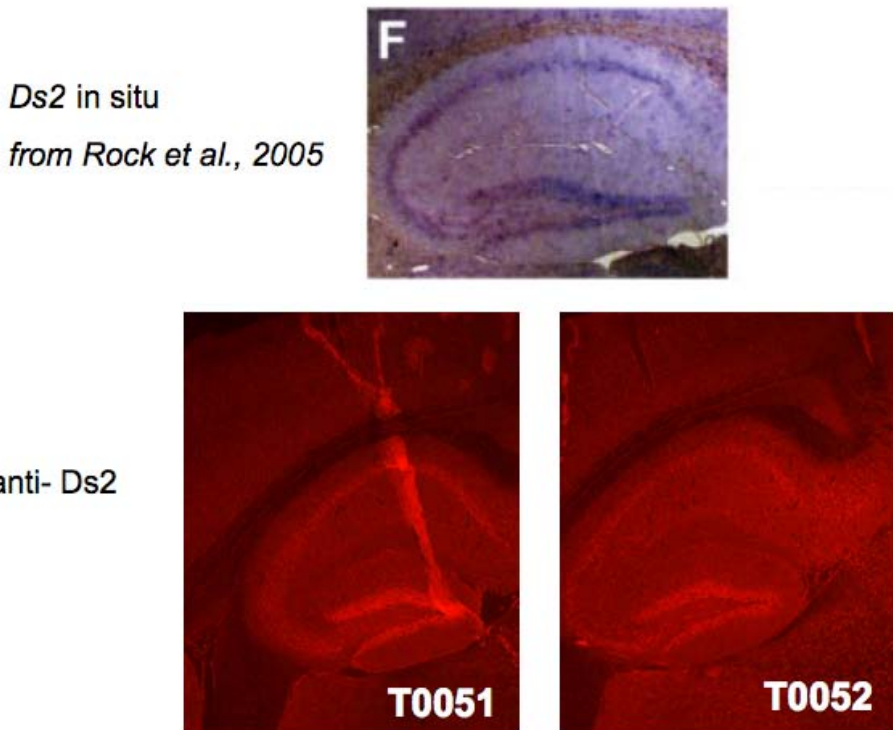 F
Ds2 in situ
from Rock et al., 2005
anti- Ds2
T0051
T0052